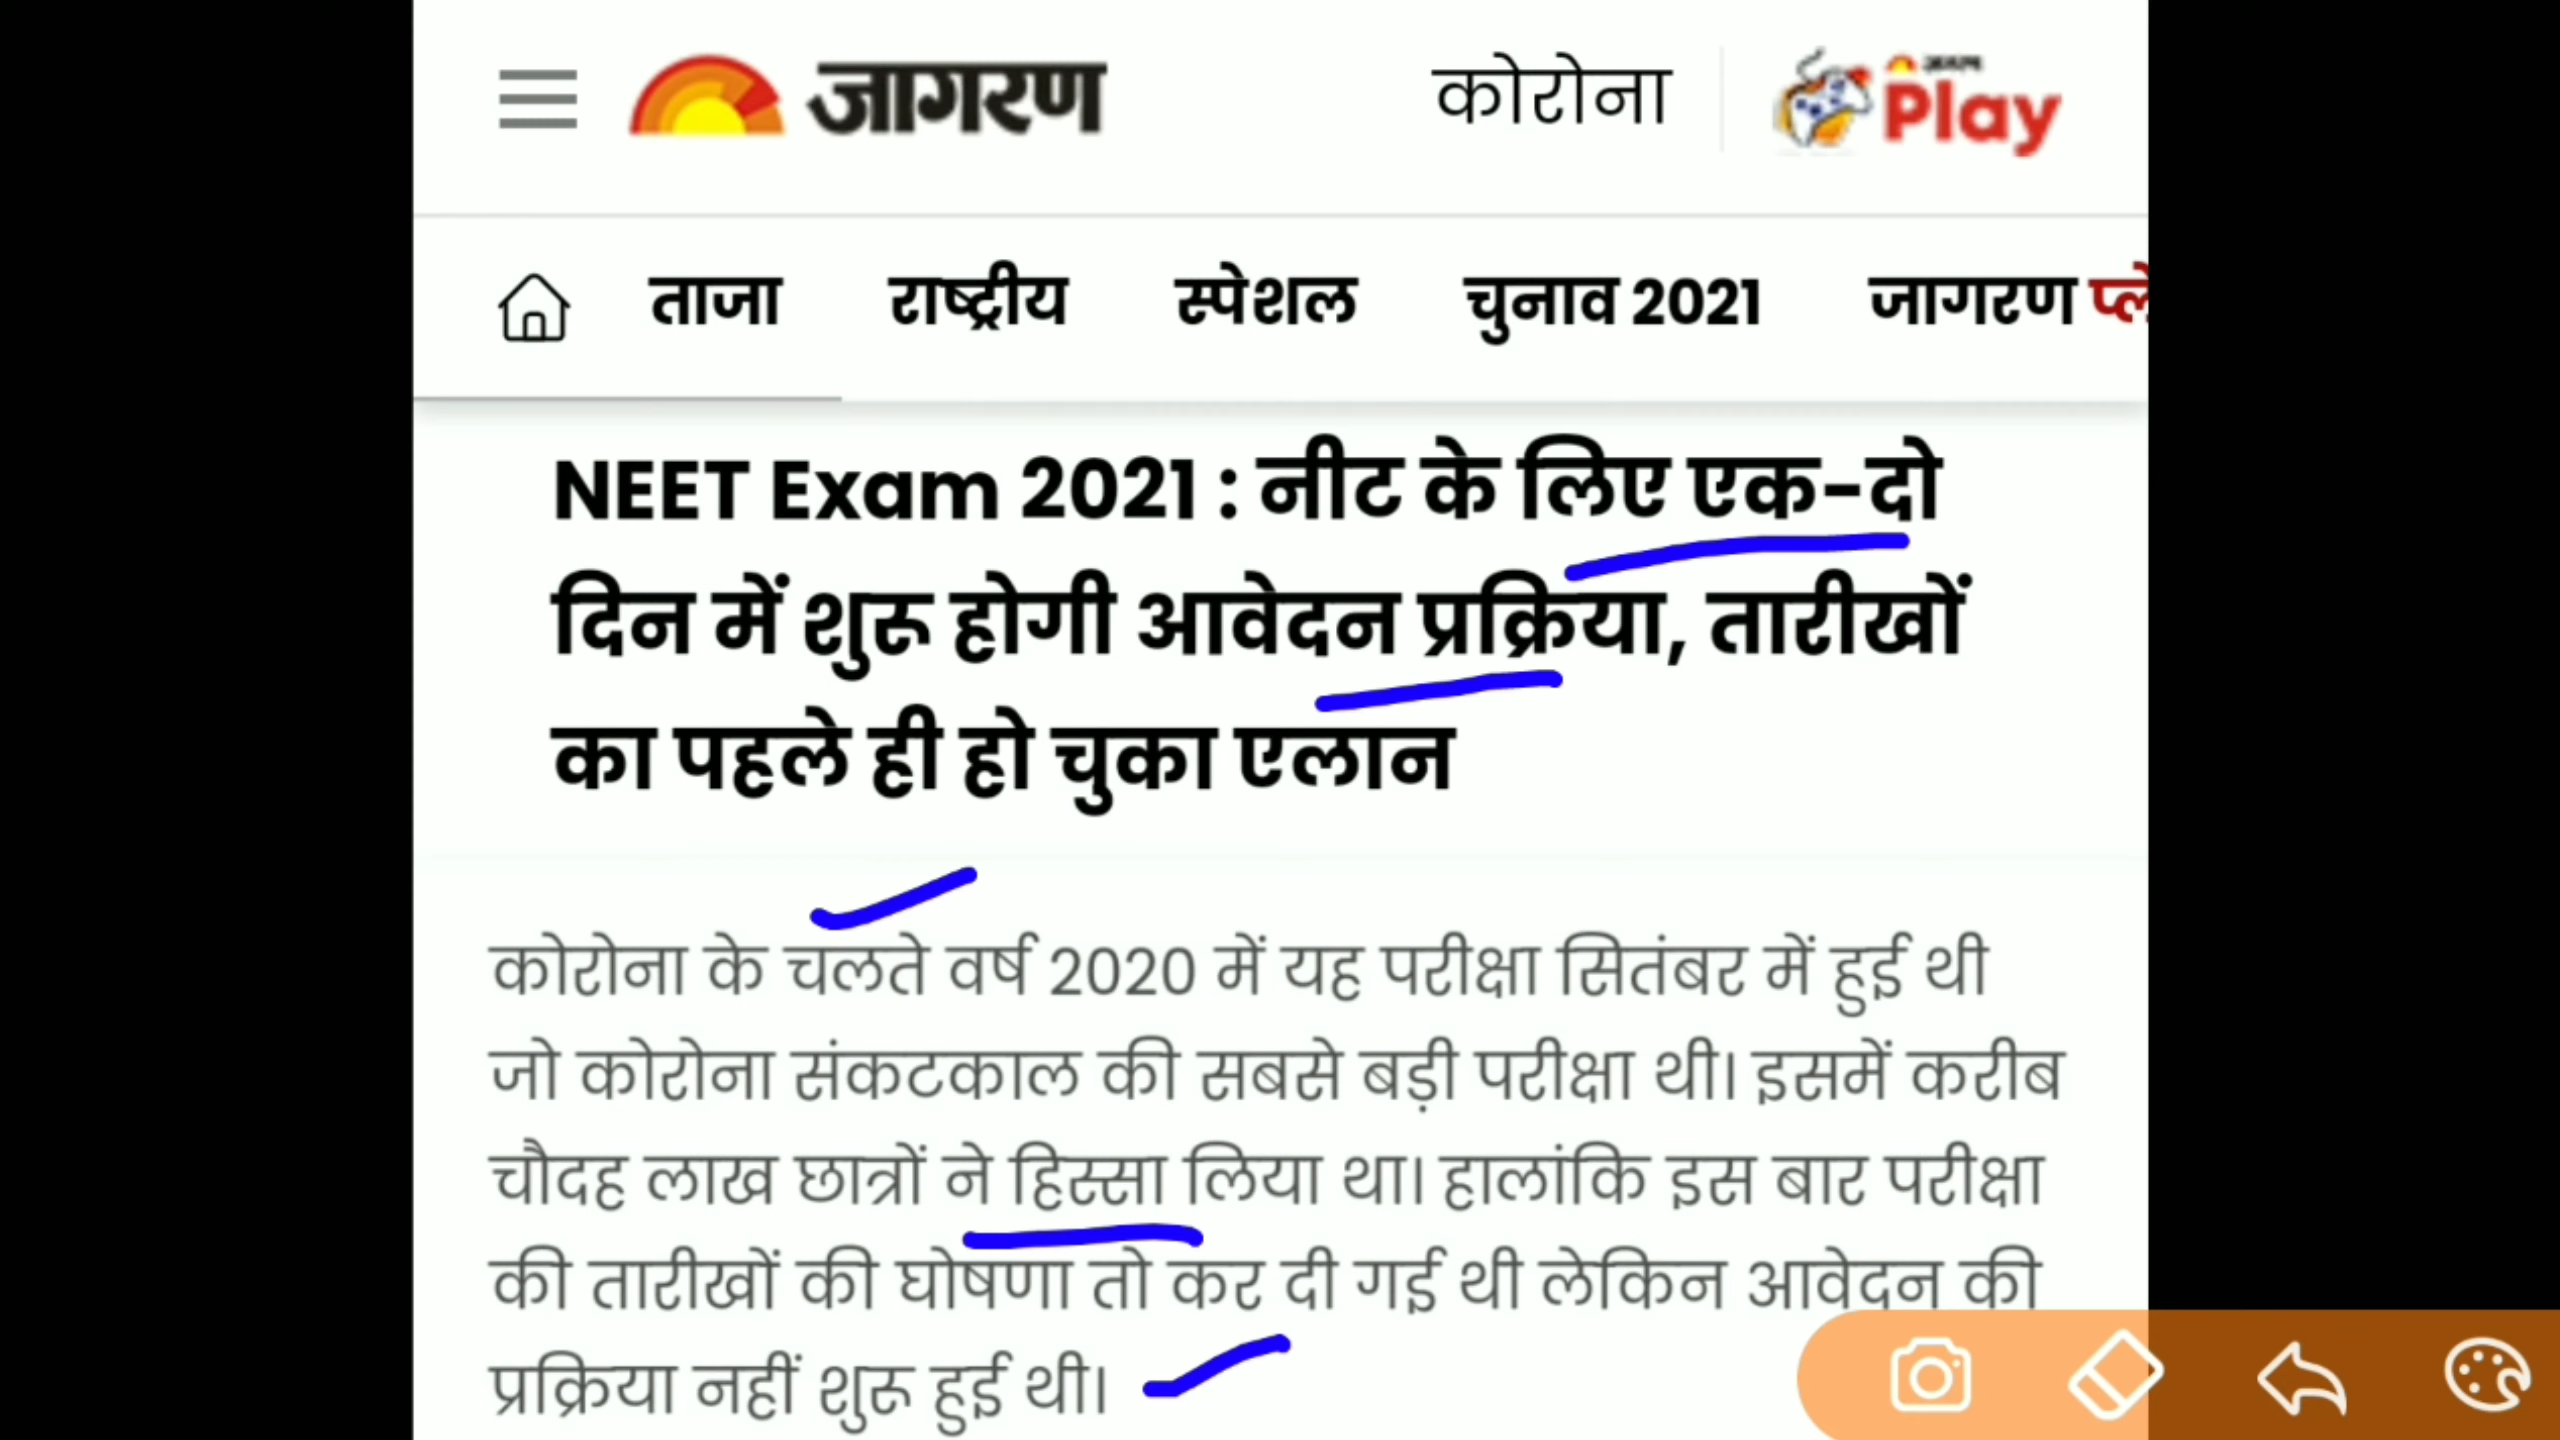 जागरण
कोरोना
जागरण
Play
ताजा राष्ट्रीय स्पेशल चुनाव 2021 जागरण प्ले
NEET Exam 2021 : नीट के लिए एक-दो
दिन में शुरू होगी आवेदन प्रक्रिया, तारीखों
का पहले ही हो चुका एलान
कोरोना के चलते वर्ष 2020 में यह परीक्षा सितंबर में हुई थी
जो कोरोना संकटकाल की सबसे बड़ी परीक्षा थी। इसमें करीब
चौदह लाख छात्रों ने हिस्सा लिया था। हालांकि इस बार परीक्षा
की तारीखों की घोषणा तो कर दी गई थी लेकिन आवेदन की
प्रक्रिया नहीं शुरू हुई थी।